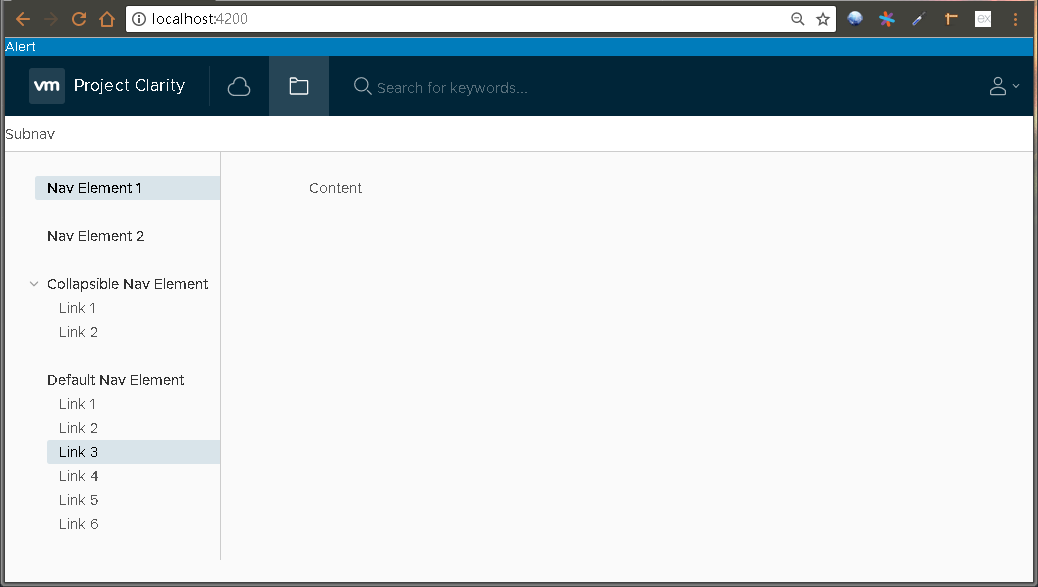 localhost:4200
ex
Alert
vm Project Clarity Search for keywords...
Subnav
Nav Element 1
Content
Nav Element 2
Collapsible Nav Element
Link 1
Link 2
Default Nav Element
Link 1
Link 2
Link 3
Link 4
Link 5
Link 6